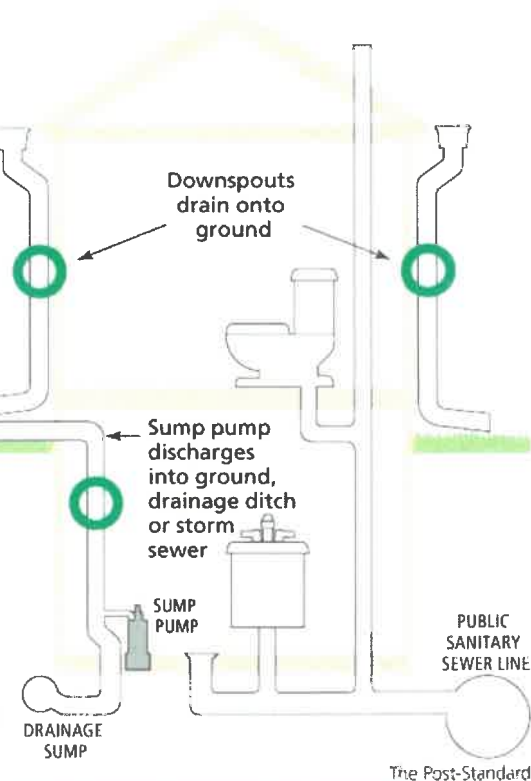 Downspouts
drain onto
ground
Sump pump
discharges
into ground,
drainage ditch
or storm
sewer
SUMP
PUMP
DRAINAGE
SUMP
PUBLIC
SANITARY
SEWER LINE
The Post-Standard